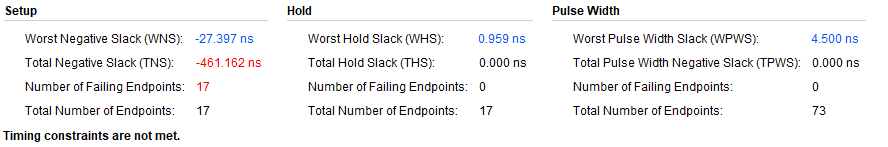 Setup Hold Pulse Width
Worst Negative Slack (WNS): -27.397 ns Worst Hold Slack (WHS): 0.959 ns Worst Pulse Width Slack (WPWS): 4.500 ns
Total Negative Slack (TNS): -461.162 ns Total Hold Slack (THS): 0.000 ns Total Pulse Width Negative Slack (TPWS): 0.000 ns
Number of Failing Endpoints: 17 Number of Failing Endpoints: 0 Number of Failing Endpoints: 0
Total Number of Endpoints: 17 Total Number of Endpoints: 17 Total Number of Endpoints: 73
Timing constraints are not met.